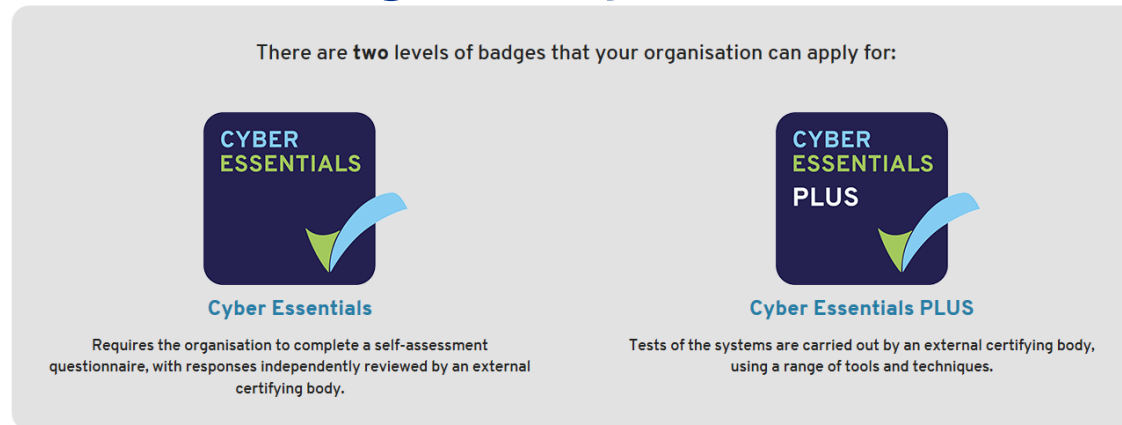 There are two levels of badges that your organisation can apply for:
CYBER
ESSENTIALS
Cyber Essentials
Requires the organisation to complete a self-assessment
questionnaire, with responses independently reviewed by an external
certifying body.
CYBER
ESSENTIALS
PLUS
Cyber Essentials PLUS
Tests of the systems are carried out by an external certifying body,
using a range of tools and techniques.